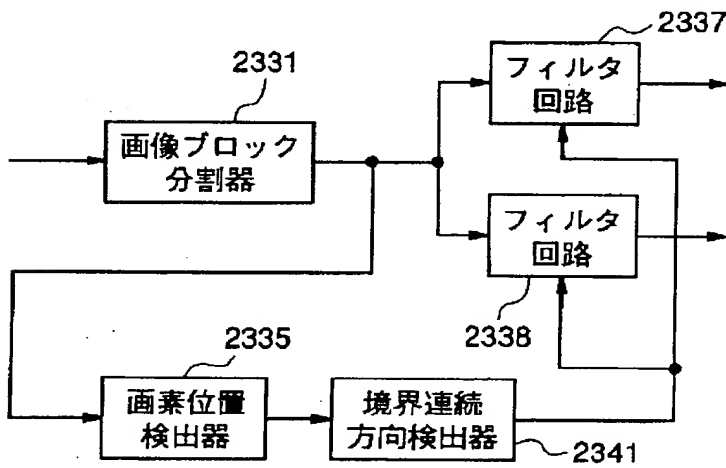 2337
フィルタ
回路
2331
画像ブロック
分割器
フィルタ
回路
2338
2335
画素位置
検出器
境界連続
方向検出器
2341